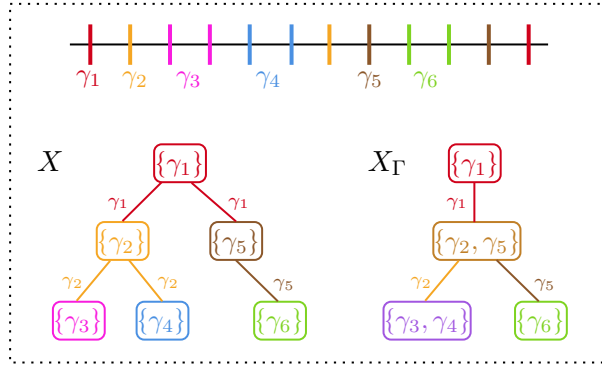 γ₁ γ₂ γ₃ γ₄ γ₅ γ₆
X X_Γ
{γ₁} {γ₁}
γ₁ γ₁ γ₁
{γ₂} {γ₅} {γ₂, γ₅}
γ₂ γ₂ γ₅ γ₂ γ₅
{γ₃} {γ₄} {γ₆} {γ₃, γ₄} {γ₆}